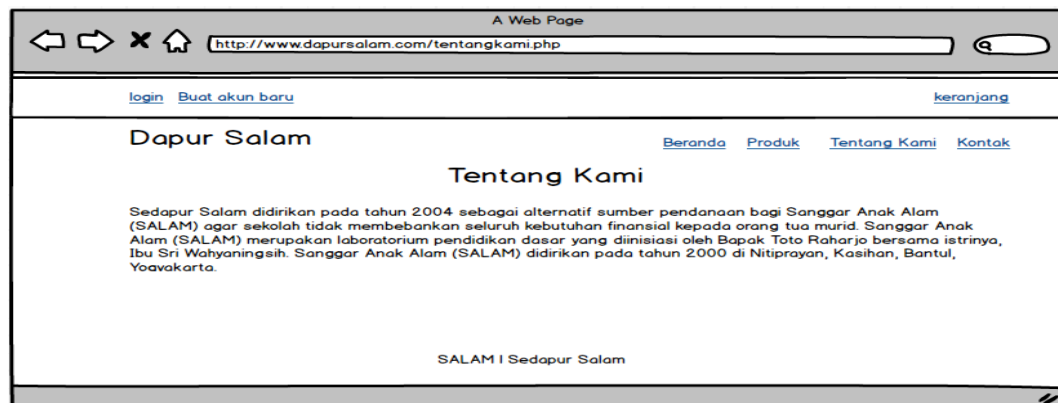 A Web Page
http://www.dapursalam.com/tentangkami.php
login Buat akun baru keranjang
Dapur Salam Beranda Produk Tentang Kami Kontak
Tentang Kami
Sedapur Salam didirikan pada tahun 2004 sebagai alternatif sumber pendanaan bagi Sanggar Anak Alam
(SALAM) agar sekolah tidak membebankan seluruh kebutuhan finansial kepada orang tua murid. Sanggar Anak
Alam (SALAM) merupakan laboratorium pendidikan dasar yang diinisiasi oleh Bapak Toto Raharjo bersama istrinya,
Ibu Sri Wahyaningsih. Sanggar Anak Alam (SALAM) didirikan pada tahun 2000 di Nitiprayan, Kasihan, Bantul,
Yogyakarta.
SALAM | Sedapur Salam